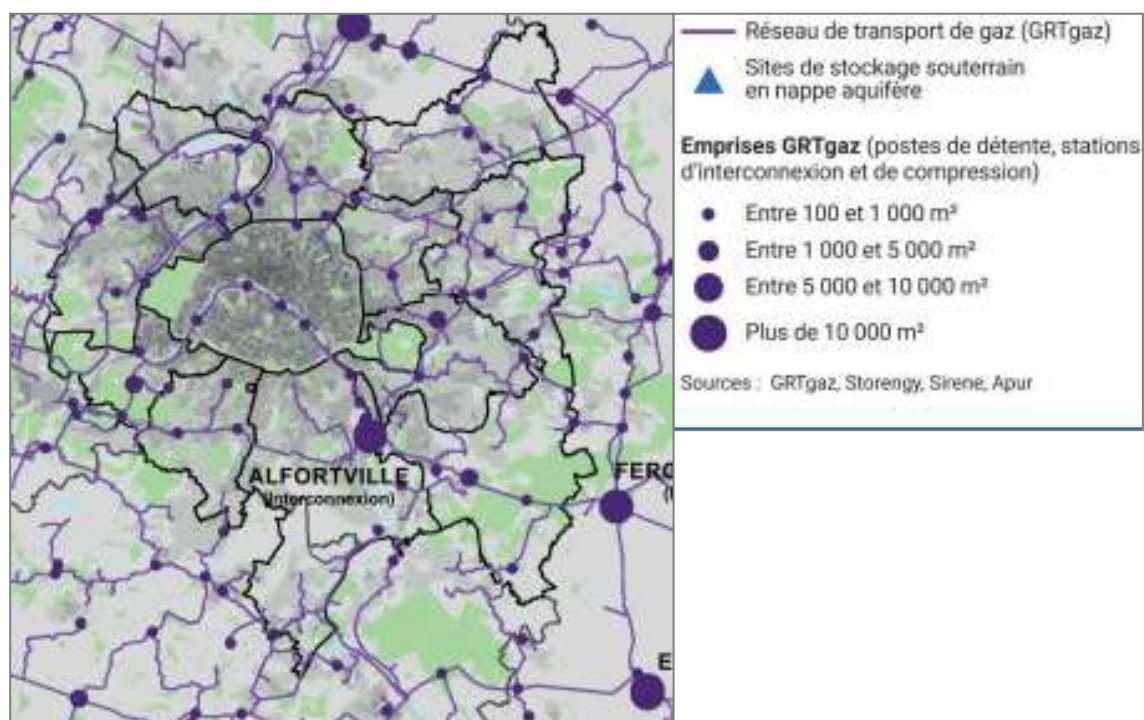 ALFORTVILLE
(Interconnexion)
FERO
(
E
Réseau de transport de gaz (GRTgaz)
Sites de stockage souterrain
en nappe aquifère
Emprises GRTgaz (postes de détente, stations
d'interconnexion et de compression)
Entre 100 et 1 000 m²
Entre 1 000 et 5 000 m²
Entre 5 000 et 10 000 m²
Plus de 10 000 m²
Sources : GRTgaz, Storengy, Sirene, Apur